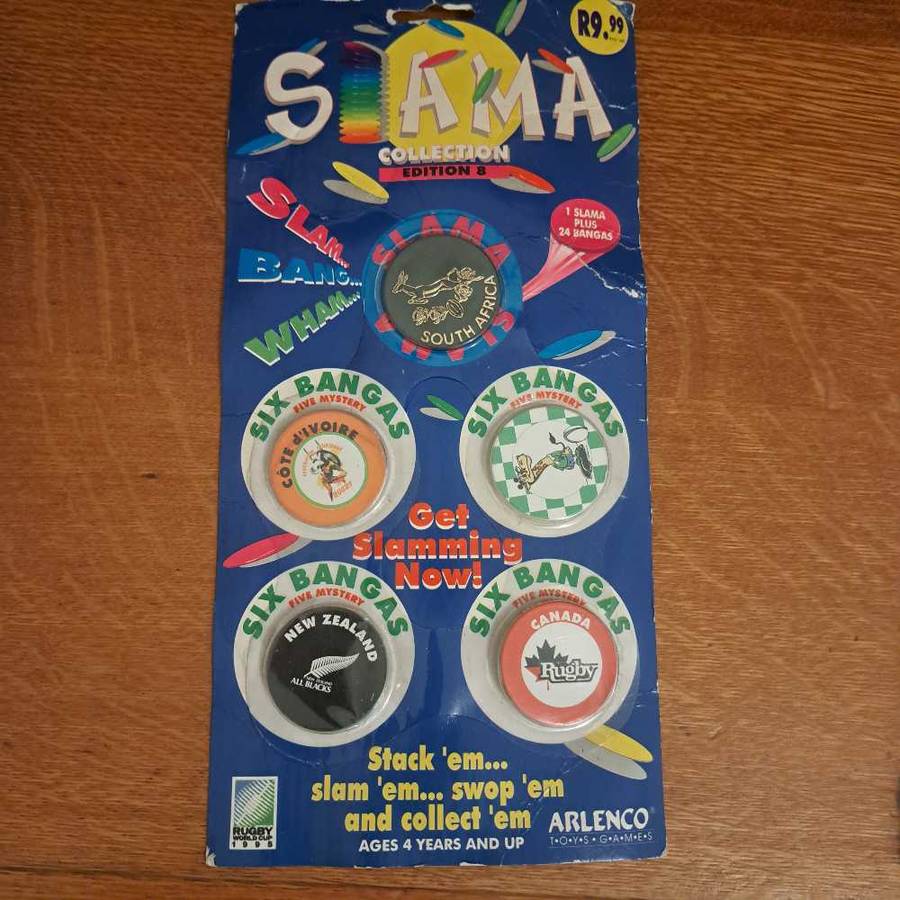 R9.99
SLAMA
COLLECTION
EDITION 8
SLAM...
BANG...
WHAM...
1 SLAMA
PLUS
24 BANGAS
SLAMA
SLAMA
SOUTH AFRICA
SIX BANGAS
FIVE MYSTERY
CÔTE d'IVOIRE
RUGBY
SIX BANGAS
FIVE MYSTERY
Get
Slamming
Now!
SIX BANGAS
FIVE MYSTERY
NEW ZEALAND
NEW ZEALAND
ALL BLACKS
SIX BANGAS
FIVE MYSTERY
CANADA
Rugby
Stack 'em...
slam 'em... swop 'em
and collect 'em
AGES 4 YEARS AND UP
RUGBY
WORLD CUP
1995
ARLENCO
T•O•Y•S • G•A•M•E•S